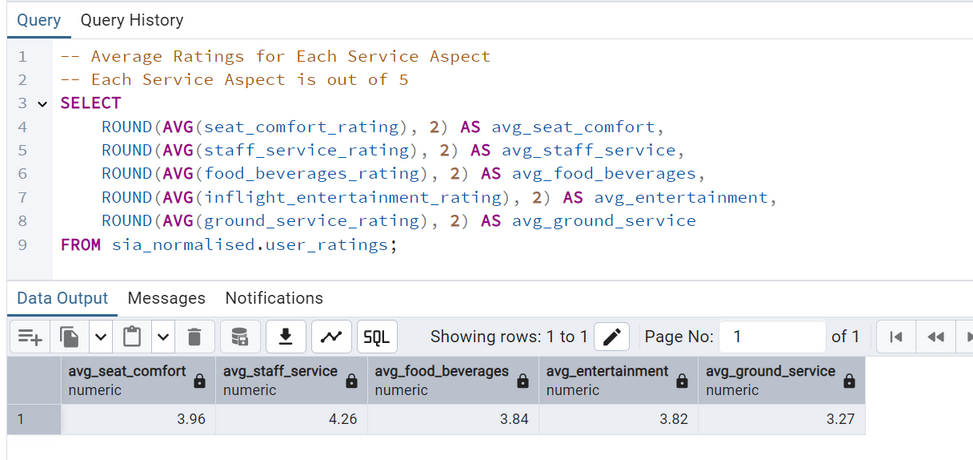 Query Query History
1 -- Average Ratings for Each Service Aspect
2 -- Each Service Aspect is out of 5
3 SELECT
4 ROUND(AVG(seat_comfort_rating), 2) AS avg_seat_comfort,
5 ROUND(AVG(staff_service_rating), 2) AS avg_staff_service,
6 ROUND(AVG(food_beverages_rating), 2) AS avg_food_beverages,
7 ROUND(AVG(inflight_entertainment_rating), 2) AS avg_entertainment,
8 ROUND(AVG(ground_service_rating), 2) AS avg_ground_service
9 FROM sia_normalised.user_ratings;
Data Output Messages Notifications
SQL Showing rows: 1 to 1 Page No: 1 of 1
avg_seat_comfort avg_staff_service avg_food_beverages avg_entertainment avg_ground_service
numeric numeric numeric numeric numeric
1 3.96 4.26 3.84 3.82 3.27